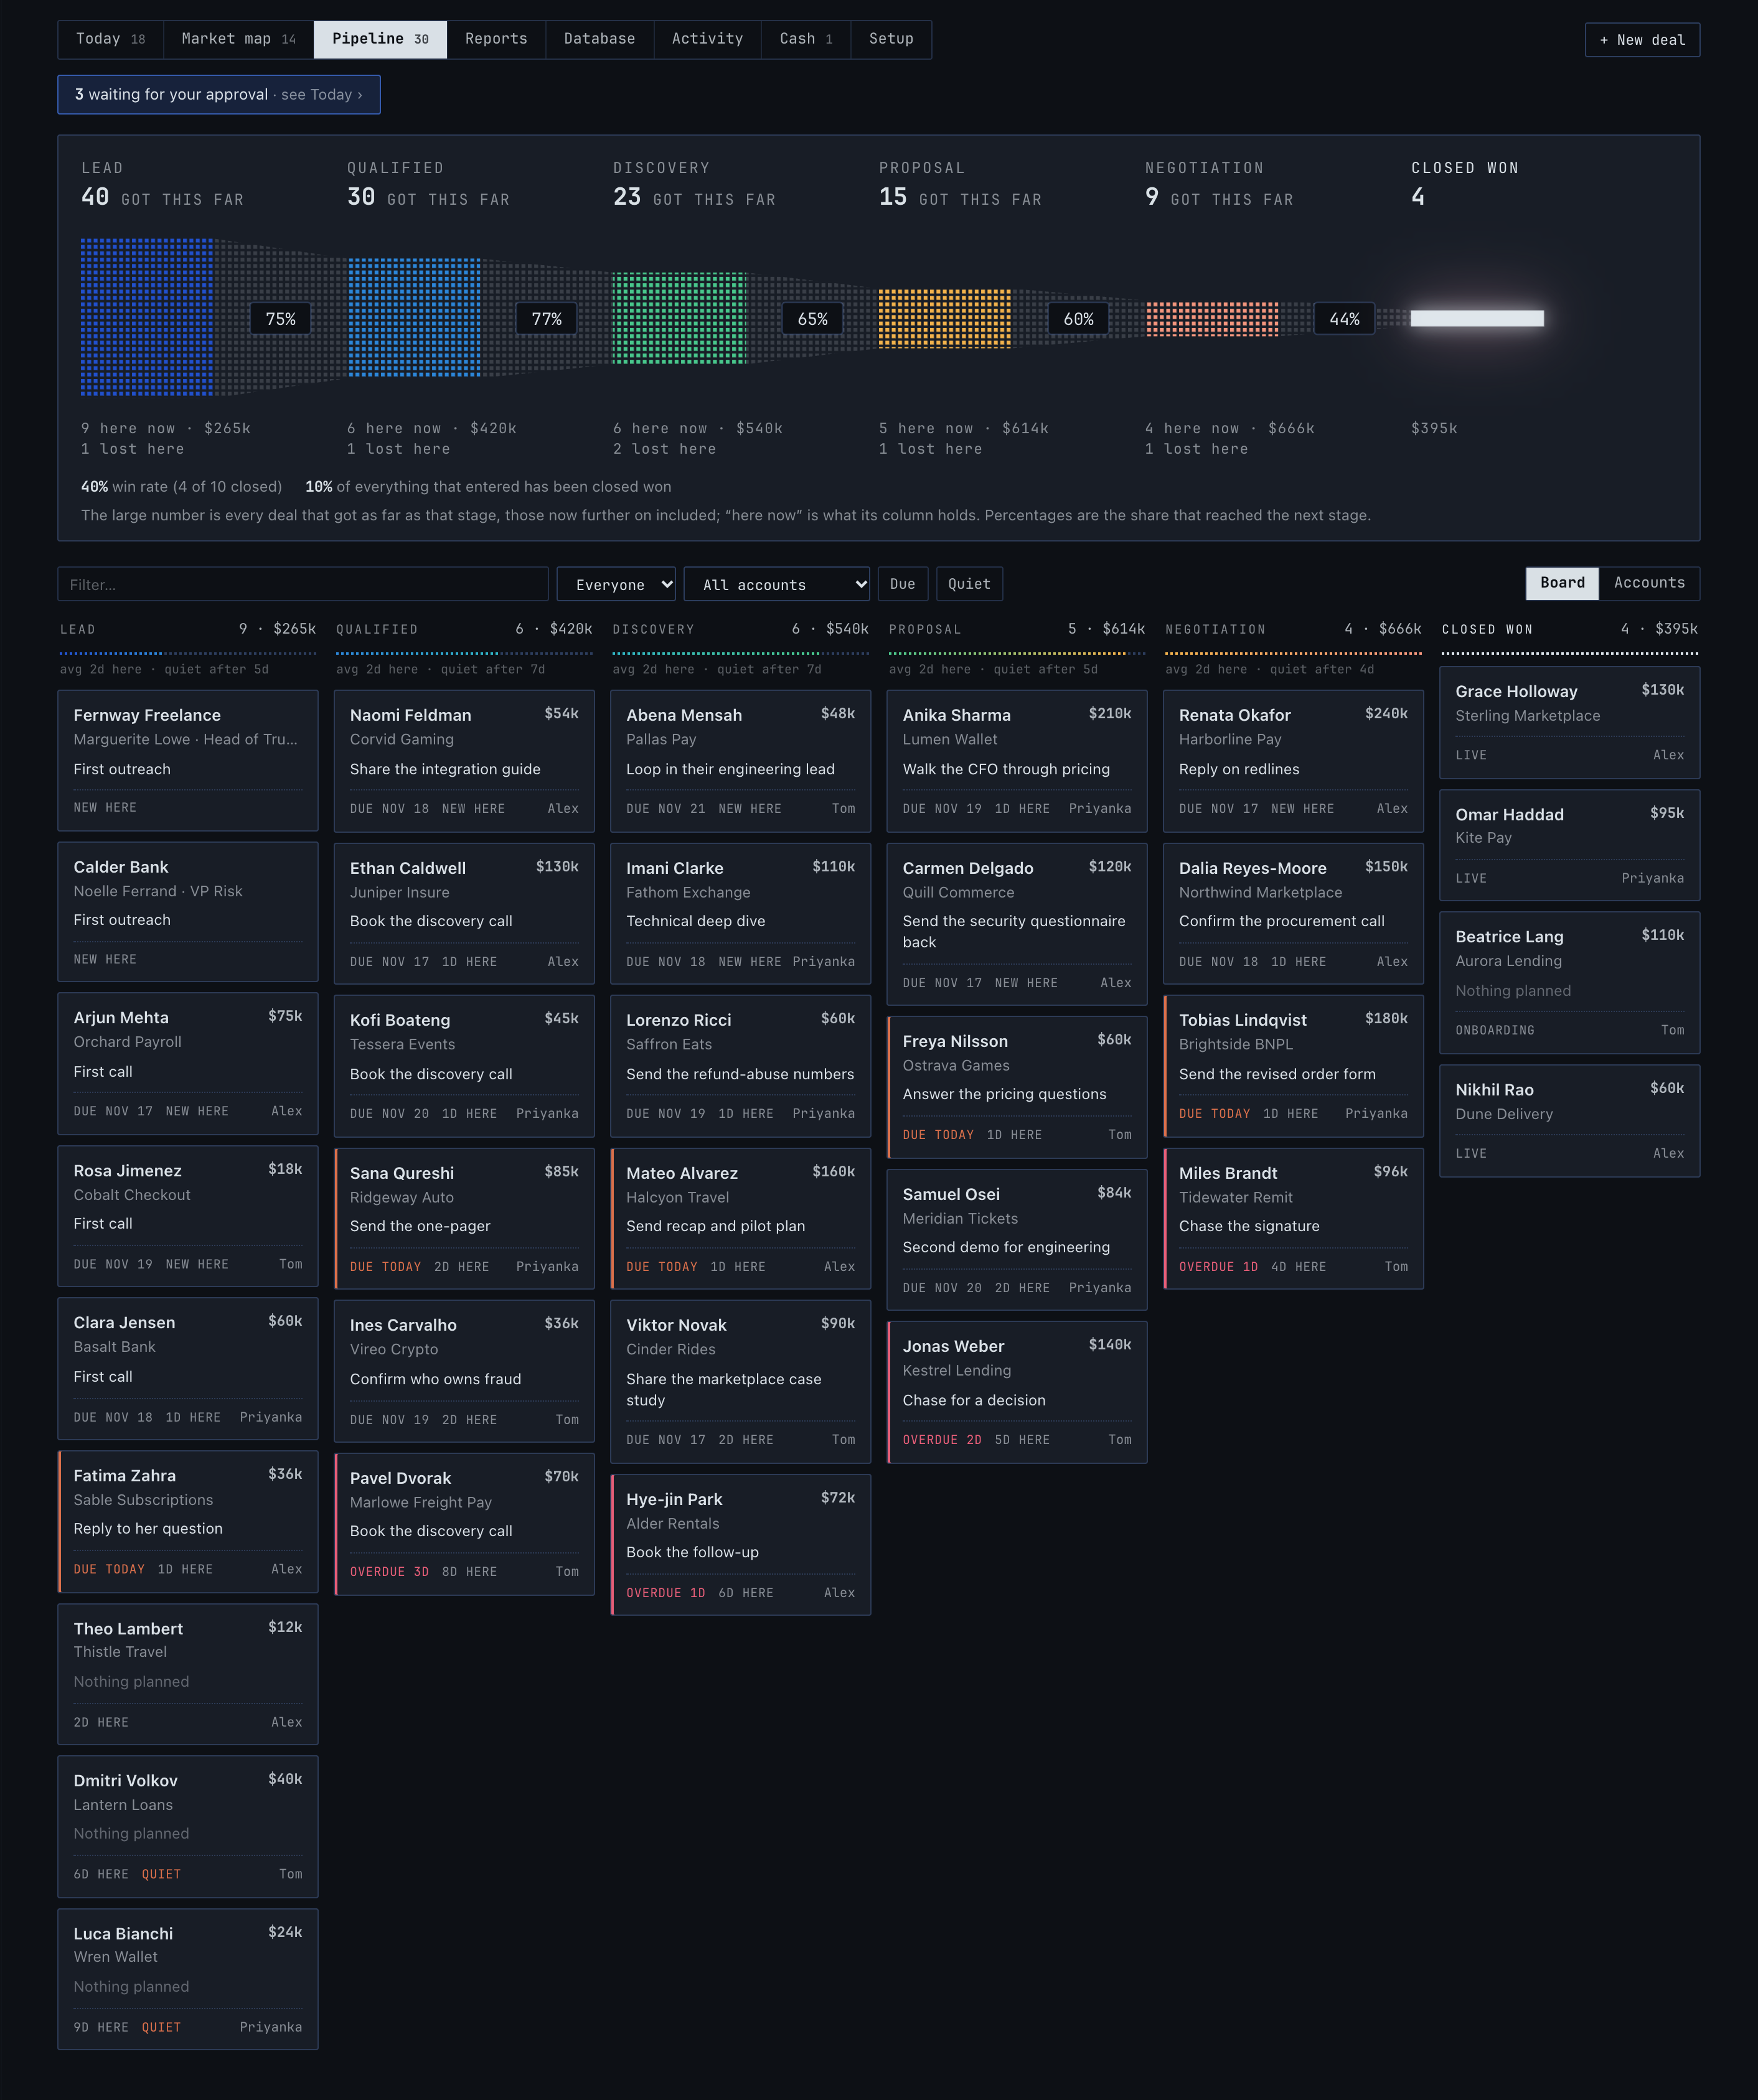 Today 18 Market map 14 Pipeline 30 Reports Database Activity Cash 1 Setup + New deal
3 waiting for your approval · see Today ›
LEAD
40 GOT THIS FAR
QUALIFIED
30 GOT THIS FAR
DISCOVERY
23 GOT THIS FAR
PROPOSAL
15 GOT THIS FAR
NEGOTIATION
9 GOT THIS FAR
CLOSED WON
4
75% 77% 65% 60% 44%
9 here now · $265k
1 lost here
6 here now · $420k
1 lost here
6 here now · $540k
2 lost here
5 here now · $614k
1 lost here
4 here now · $666k
1 lost here
$395k
40% win rate (4 of 10 closed) 10% of everything that entered has been closed won
The large number is every deal that got as far as that stage, those now further on included; “here now” is what its column holds. Percentages are the share that reached the next stage.
Filter... Everyone All accounts Due Quiet Board Accounts
LEAD 9 · $265k
avg 2d here · quiet after 5d
Fernway Freelance
Marguerite Lowe · Head of Tru...
First outreach
NEW HERE
Calder Bank
Noelle Ferrand · VP Risk
First outreach
NEW HERE
Arjun Mehta $75k
Orchard Payroll
First call
DUE NOV 17 NEW HERE Alex
Rosa Jimenez $18k
Cobalt Checkout
First call
DUE NOV 19 NEW HERE Tom
Clara Jensen $60k
Basalt Bank
First call
DUE NOV 18 1D HERE Priyanka
Fatima Zahra $36k
Sable Subscriptions
Reply to her question
DUE TODAY 1D HERE Alex
Theo Lambert $12k
Thistle Travel
Nothing planned
2D HERE Alex
Dmitri Volkov $40k
Lantern Loans
Nothing planned
6D HERE QUIET Tom
Luca Bianchi $24k
Wren Wallet
Nothing planned
9D HERE QUIET Priyanka
QUALIFIED 6 · $420k
avg 2d here · quiet after 7d
Naomi Feldman $54k
Corvid Gaming
Share the integration guide
DUE NOV 18 NEW HERE Alex
Ethan Caldwell $130k
Juniper Insure
Book the discovery call
DUE NOV 17 1D HERE Alex
Kofi Boateng $45k
Tessera Events
Book the discovery call
DUE NOV 20 1D HERE Priyanka
Sana Qureshi $85k
Ridgeway Auto
Send the one-pager
DUE TODAY 2D HERE Priyanka
Ines Carvalho $36k
Vireo Crypto
Confirm who owns fraud
DUE NOV 19 2D HERE Tom
Pavel Dvorak $70k
Marlowe Freight Pay
Book the discovery call
OVERDUE 3D 8D HERE Tom
DISCOVERY 6 · $540k
avg 2d here · quiet after 7d
Abena Mensah $48k
Pallas Pay
Loop in their engineering lead
DUE NOV 21 NEW HERE Tom
Imani Clarke $110k
Fathom Exchange
Technical deep dive
DUE NOV 18 NEW HERE Priyanka
Lorenzo Ricci $60k
Saffron Eats
Send the refund-abuse numbers
DUE NOV 19 1D HERE Priyanka
Mateo Alvarez $160k
Halcyon Travel
Send recap and pilot plan
DUE TODAY 1D HERE Alex
Viktor Novak $90k
Cinder Rides
Share the marketplace case
study
DUE NOV 17 2D HERE Tom
Hye-jin Park $72k
Alder Rentals
Book the follow-up
OVERDUE 1D 6D HERE Alex
PROPOSAL 5 · $614k
avg 2d here · quiet after 5d
Anika Sharma $210k
Lumen Wallet
Walk the CFO through pricing
DUE NOV 19 1D HERE Priyanka
Carmen Delgado $120k
Quill Commerce
Send the security questionnaire
back
DUE NOV 17 NEW HERE Alex
Freya Nilsson $60k
Ostrava Games
Answer the pricing questions
DUE TODAY 1D HERE Tom
Samuel Osei $84k
Meridian Tickets
Second demo for engineering
DUE NOV 20 2D HERE Priyanka
Jonas Weber $140k
Kestrel Lending
Chase for a decision
OVERDUE 2D 5D HERE Tom
NEGOTIATION 4 · $666k
avg 2d here · quiet after 4d
Renata Okafor $240k
Harborline Pay
Reply on redlines
DUE NOV 17 NEW HERE Alex
Dalia Reyes-Moore $150k
Northwind Marketplace
Confirm the procurement call
DUE NOV 18 1D HERE Alex
Tobias Lindqvist $180k
Brightside BNPL
Send the revised order form
DUE TODAY 1D HERE Priyanka
Miles Brandt $96k
Tidewater Remit
Chase the signature
OVERDUE 1D 4D HERE Tom
CLOSED WON 4 · $395k
Grace Holloway $130k
Sterling Marketplace
LIVE Alex
Omar Haddad $95k
Kite Pay
LIVE Priyanka
Beatrice Lang $110k
Aurora Lending
Nothing planned
ONBOARDING Tom
Nikhil Rao $60k
Dune Delivery
LIVE Alex